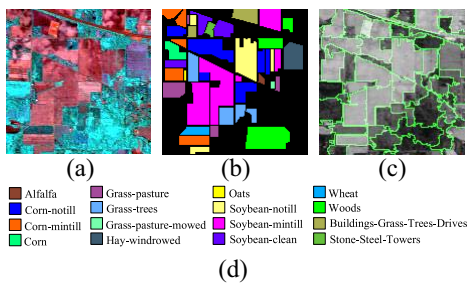 (a) (b) (c)
Alfalfa Grass-pasture Oats Wheat
Corn-notill Grass-trees Soybean-notill Woods
Corn-mintill Grass-pasture-mowed Soybean-mintill Buildings-Grass-Trees-Drives
Corn Hay-windrowed Soybean-clean Stone-Steel-Towers
(d)